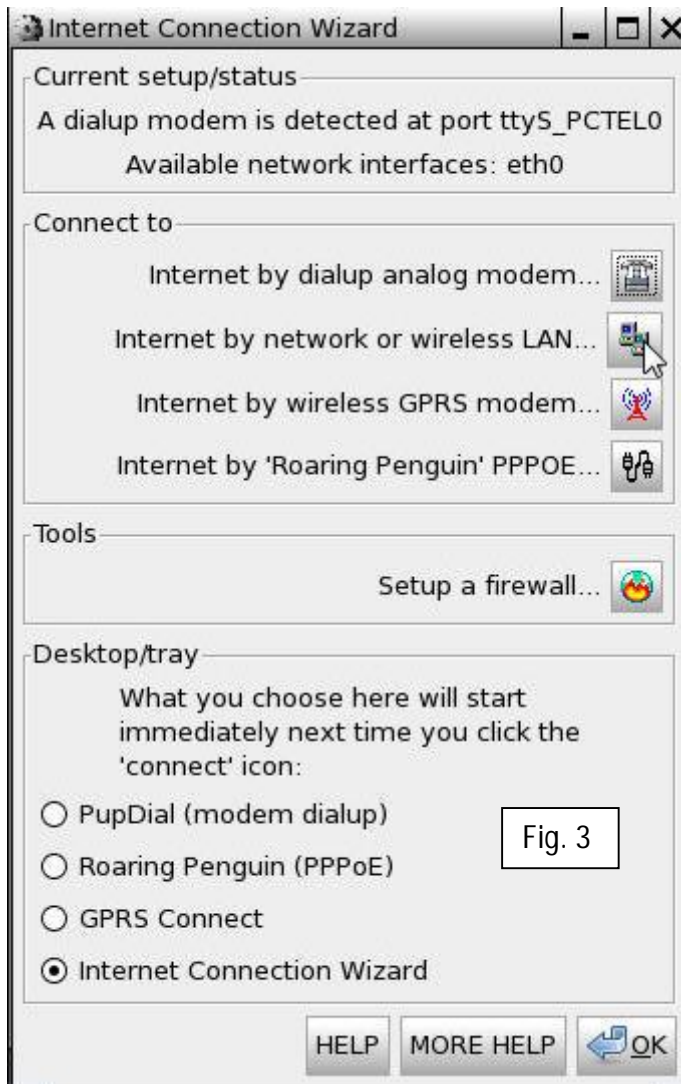 Internet Connection Wizard
Current setup/status
A dialup modem is detected at port ttyS_PCTEL0
Available network interfaces: eth0
Connect to
Internet by dialup analog modem...
Internet by network or wireless LAN...
Internet by wireless GPRS modem...
Internet by 'Roaring Penguin' PPPOE...
Tools
Setup a firewall...
Desktop/tray
What you choose here will start
immediately next time you click the
'connect' icon:
PupDial (modem dialup)
Fig. 3
Roaring Penguin (PPPoE)
GPRS Connect
Internet Connection Wizard
HELP MORE HELP OK